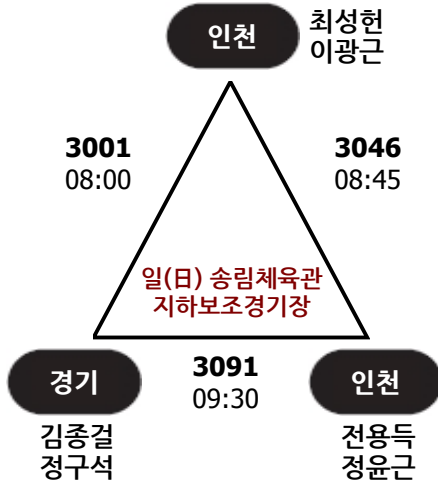 인천
최성헌
이광근
3001
08:00
3046
08:45
일(日) 송림체육관
지하보조경기장
경기
3091
09:30
인천
김종걸
정구석
전용득
정윤근